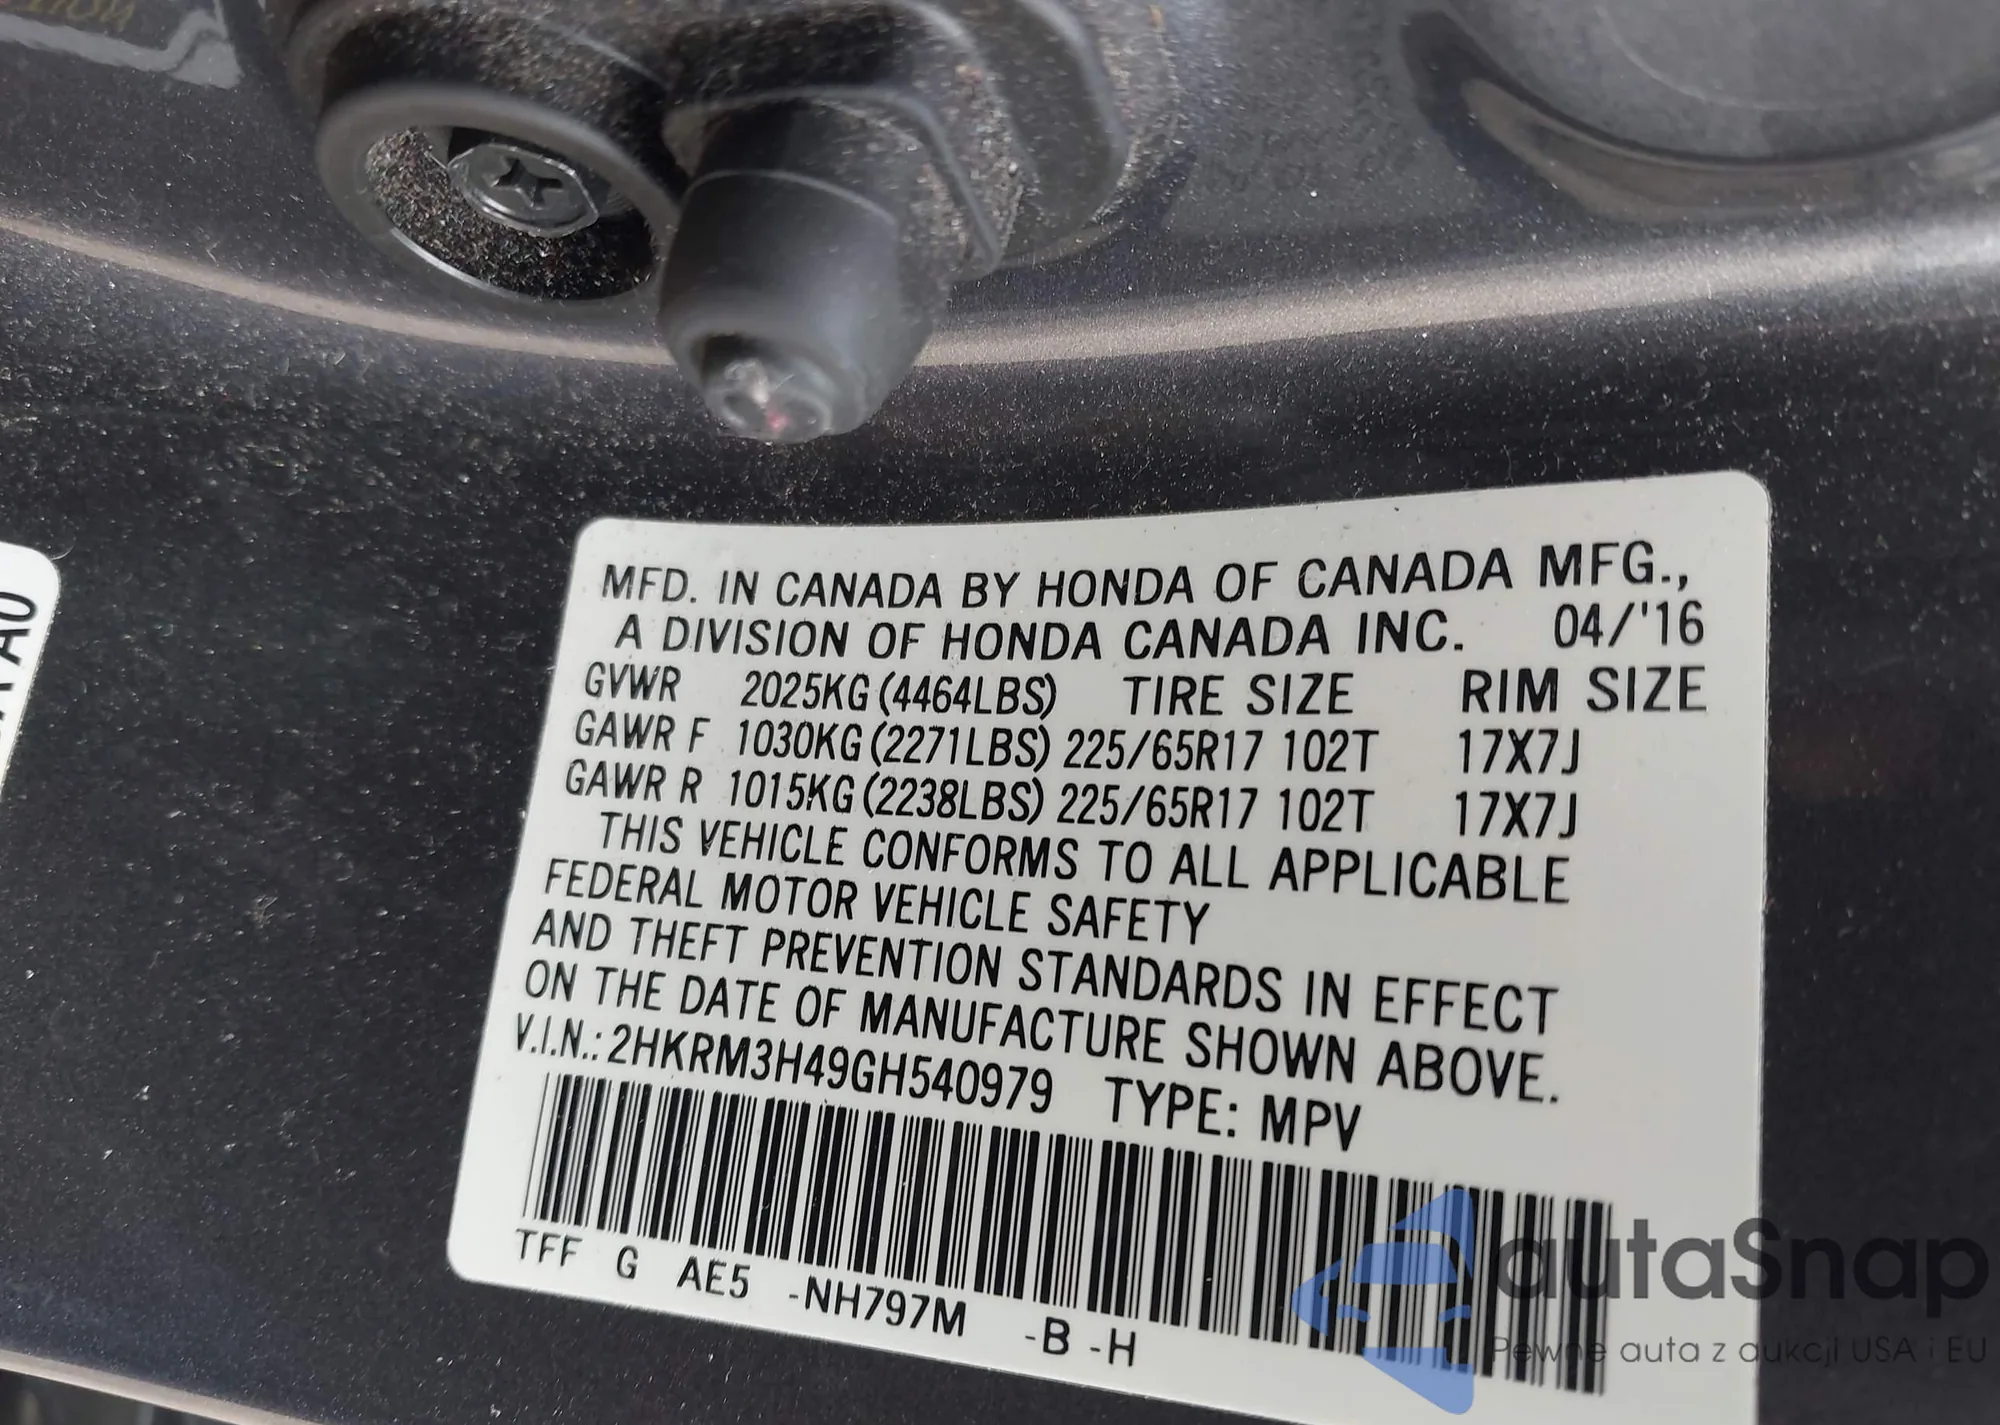 MFD. IN CANADA BY HONDA OF CANADA MFG.,
A DIVISION OF HONDA CANADA INC. 04/'16
GVWR 2025KG (4464LBS) TIRE SIZE RIM SIZE
GAWR F 1030KG (2271LBS) 225/65R17 102T 17X7J
GAWR R 1015KG (2238LBS) 225/65R17 102T 17X7J
THIS VEHICLE CONFORMS TO ALL APPLICABLE
FEDERAL MOTOR VEHICLE SAFETY
AND THEFT PREVENTION STANDARDS IN EFFECT
ON THE DATE OF MANUFACTURE SHOWN ABOVE.
V.I.N.: 2HKRM3H49GH540979 TYPE: MPV
TFF G AE5 -NH797M -B -H
autaSnap
Pewne auta z aukcji USA i EU